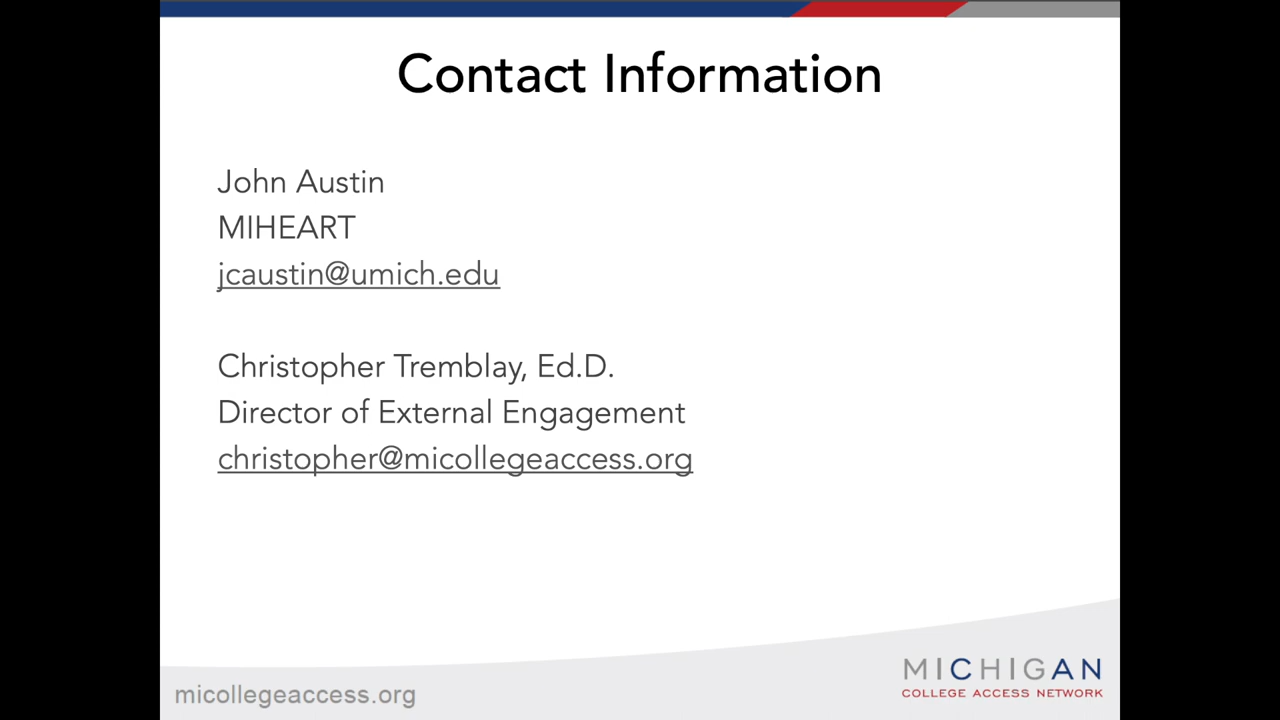 Contact Information
John Austin
MIHEART
jcaustin@umich.edu
Christopher Tremblay, Ed.D.
Director of External Engagement
christopher@micollegeaccess.org
micollegeaccess.org
MICHIGAN
COLLEGE ACCESS NETWORK